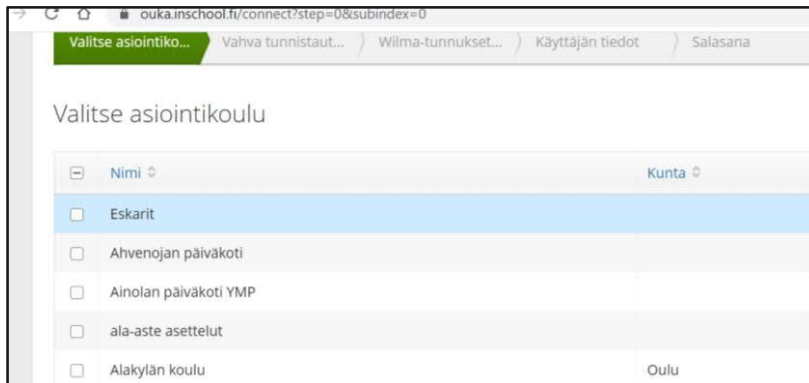 ouka.inschool.fi/connect?step=0&subindex=0
Valitse asiointiko... Vahva tunnistaut... Wilma-tunnukset... Käyttäjän tiedot Salasana
Valitse asiointikoulu
Nimi Kunta
Eskarit
Ahvenojan päiväkoti
Ainolan päiväkoti YMP
ala-aste asettelut
Alakylän koulu Oulu